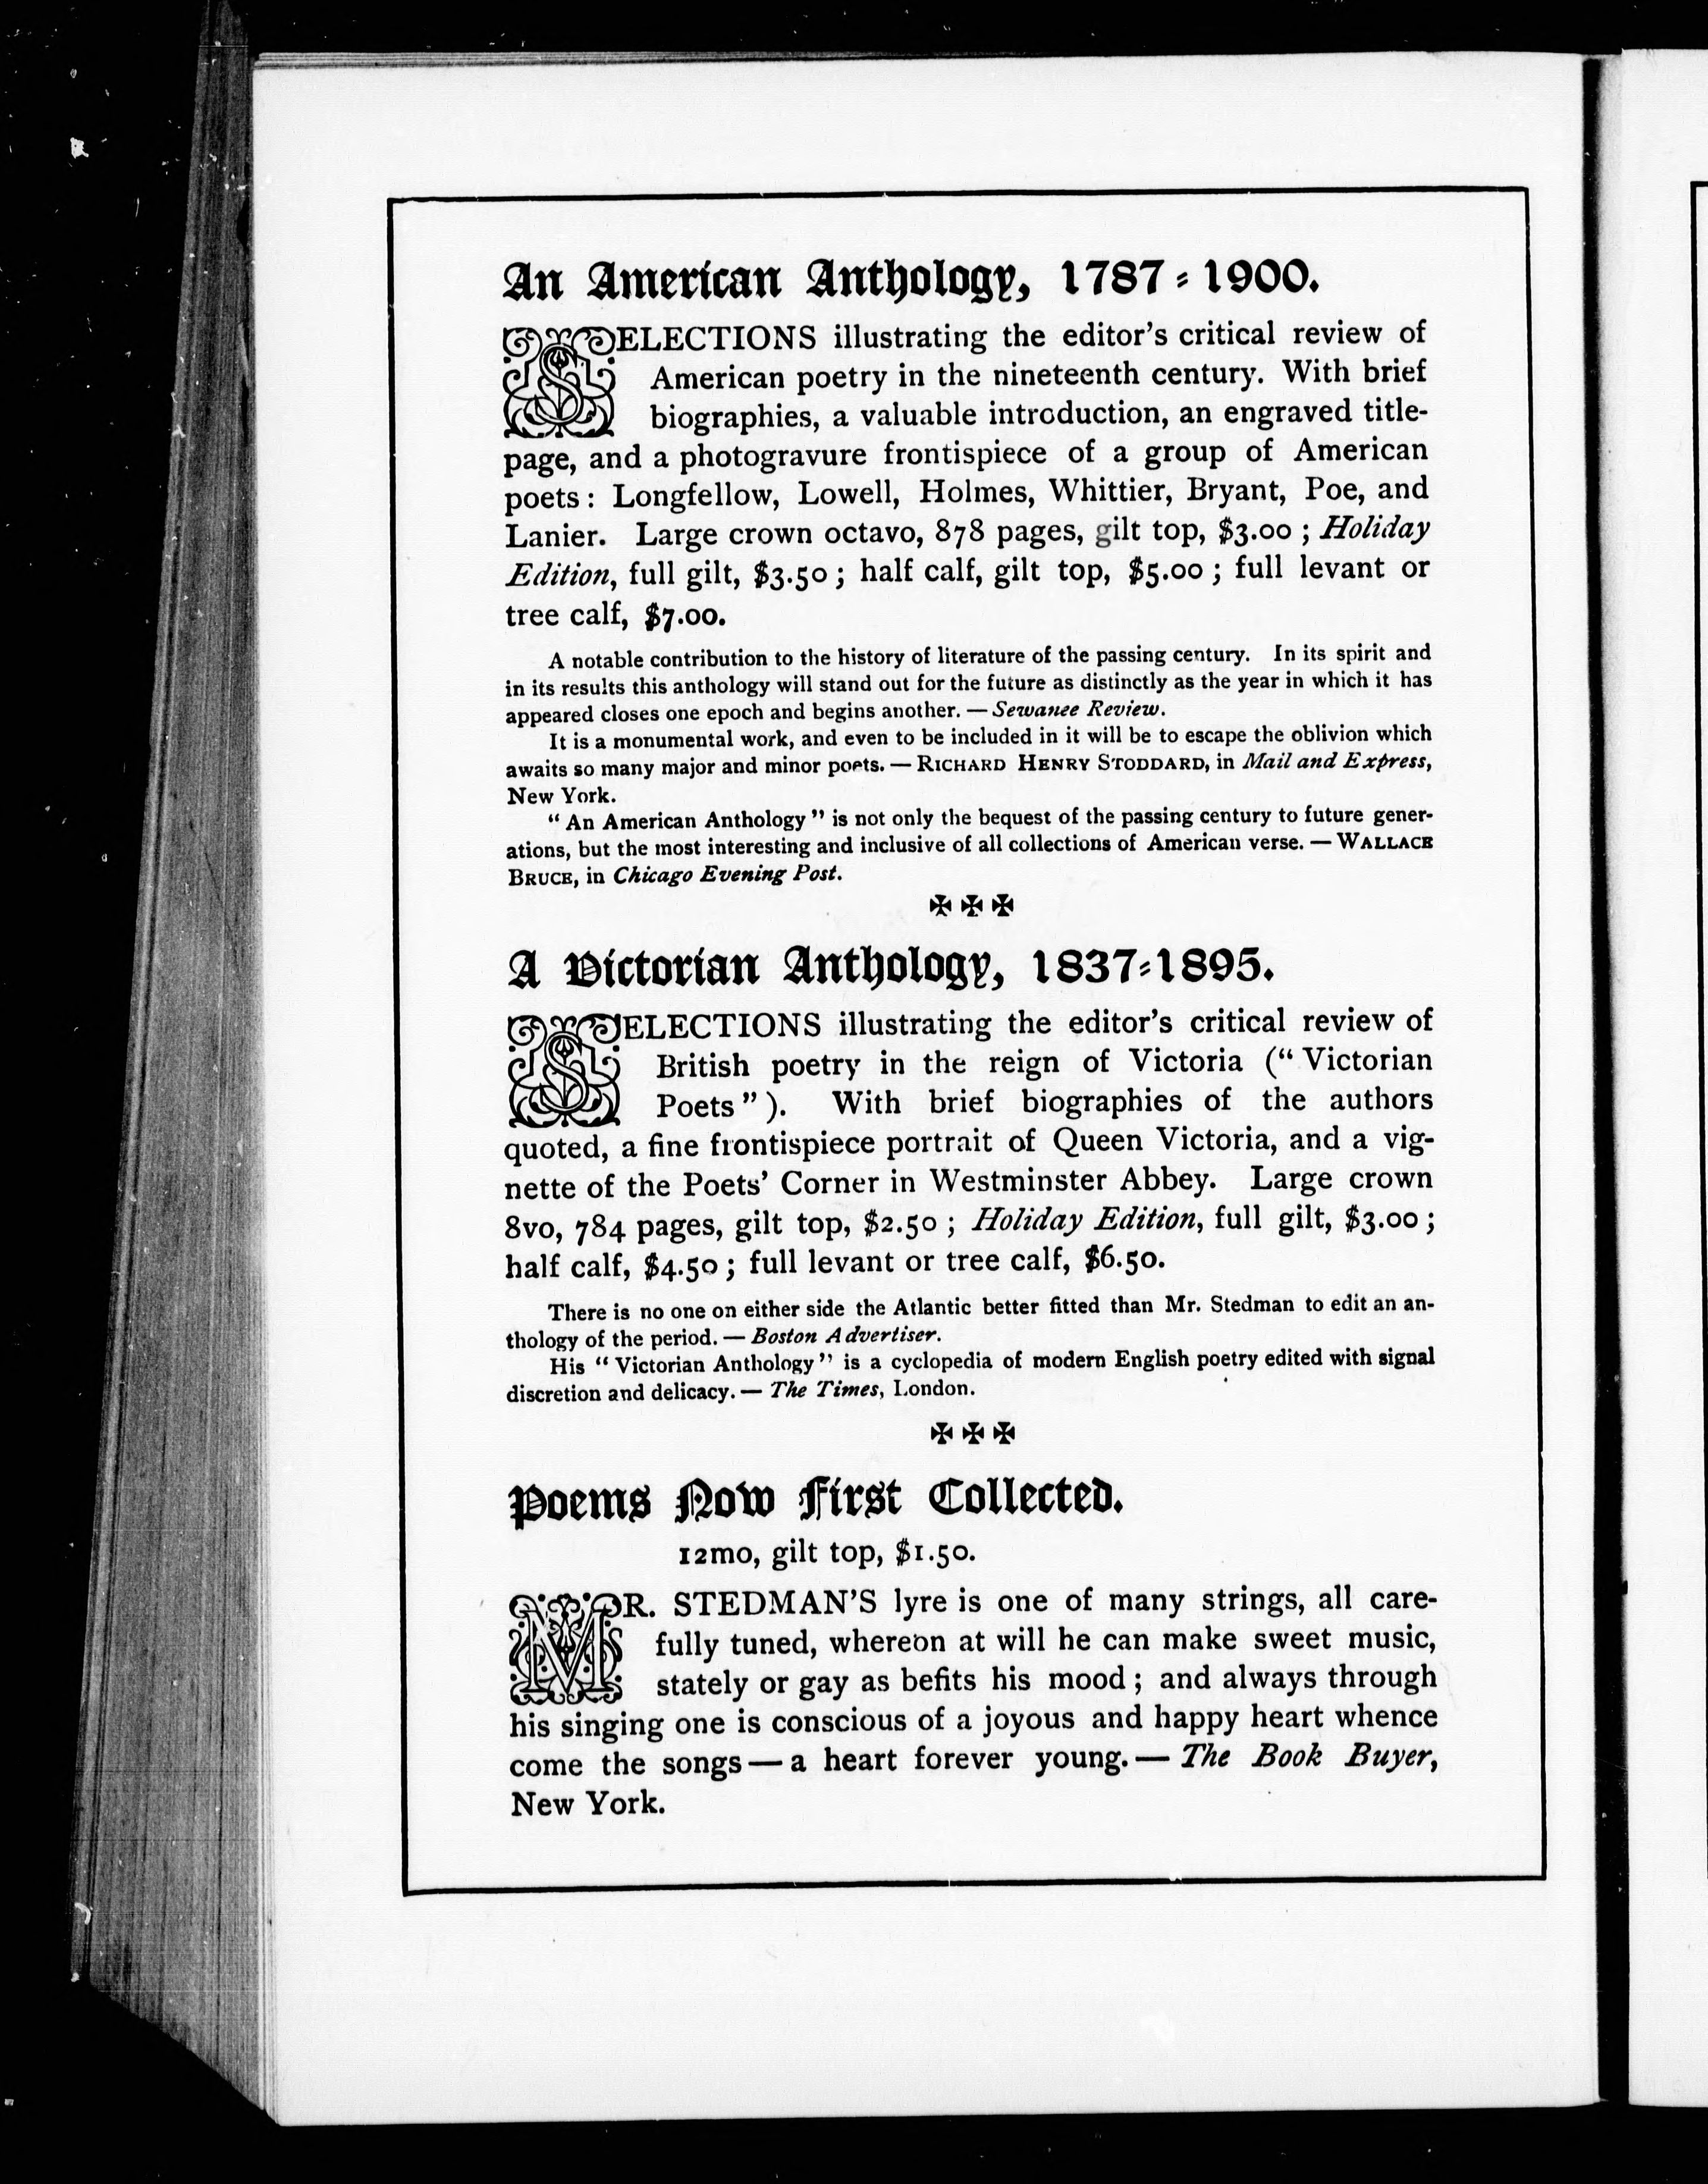 An American Anthology, 1787-1900.
SELECTIONS illustrating the editor's critical review of
American poetry in the nineteenth century. With brief
biographies, a valuable introduction, an engraved title-
page, and a photogravure frontispiece of a group of American
poets: Longfellow, Lowell, Holmes, Whittier, Bryant, Poe, and
Lanier. Large crown octavo, 878 pages, gilt top, $3.00; Holiday
Edition, full gilt, $3.50; half calf, gilt top, $5.00; full levant or
tree calf, $7.00.
A notable contribution to the history of literature of the passing century. In its spirit and
in its results this anthology will stand out for the future as distinctly as the year in which it has
appeared closes one epoch and begins another. — Sewanee Review.
It is a monumental work, and even to be included in it will be to escape the oblivion which
awaits so many major and minor poets. — RICHARD HENRY STODDARD, in Mail and Express,
New York.
"An American Anthology" is not only the bequest of the passing century to future gener-
ations, but the most interesting and inclusive of all collections of American verse. — WALLACE
BRUCE, in Chicago Evening Post.
✠ ✠ ✠
A Victorian Anthology, 1837-1895.
SELECTIONS illustrating the editor's critical review of
British poetry in the reign of Victoria ("Victorian
Poets"). With brief biographies of the authors
quoted, a fine frontispiece portrait of Queen Victoria, and a vig-
nette of the Poets' Corner in Westminster Abbey. Large crown
8vo, 784 pages, gilt top, $2.50; Holiday Edition, full gilt, $3.00;
half calf, $4.50; full levant or tree calf, $6.50.
There is no one on either side the Atlantic better fitted than Mr. Stedman to edit an an-
thology of the period. — Boston Advertiser.
His "Victorian Anthology" is a cyclopedia of modern English poetry edited with signal
discretion and delicacy. — The Times, London.
✠ ✠ ✠
Poems Now First Collected.
12mo, gilt top, $1.50.
MR. STEDMAN'S lyre is one of many strings, all care-
fully tuned, whereon at will he can make sweet music,
stately or gay as befits his mood; and always through
his singing one is conscious of a joyous and happy heart whence
come the songs — a heart forever young. — The Book Buyer,
New York.